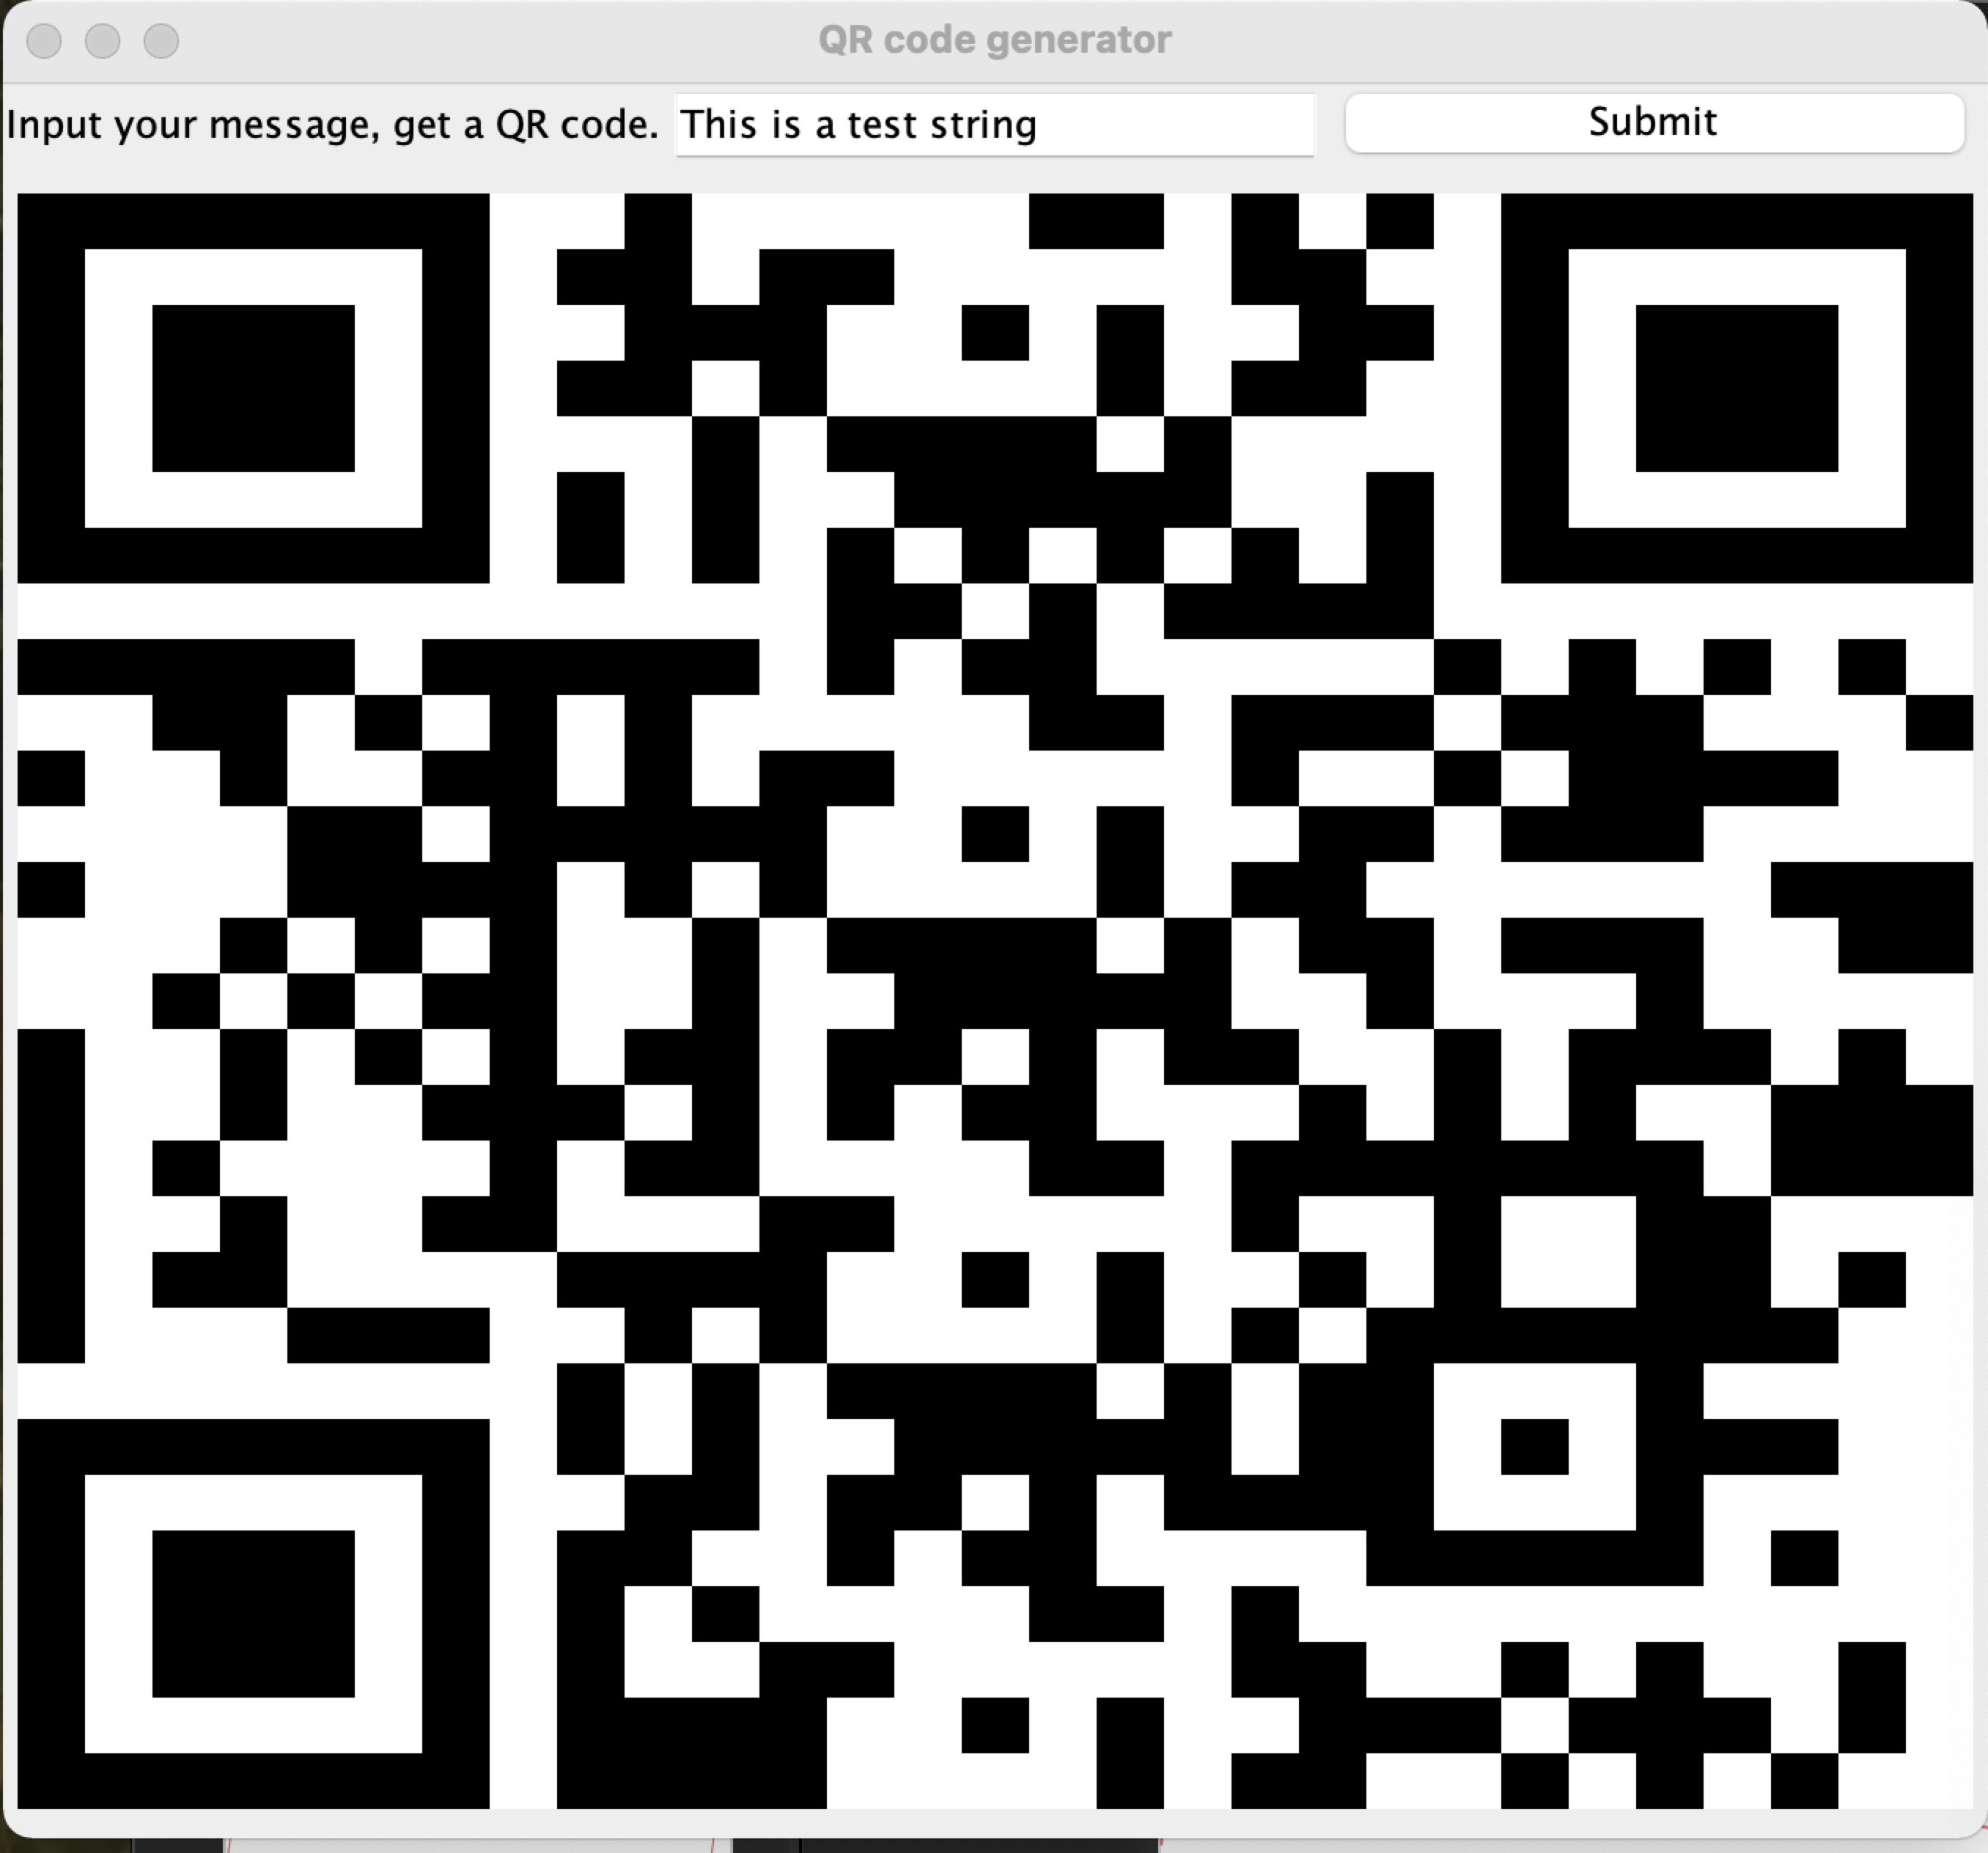 QR code generator
Input your message, get a QR code. This is a test string Submit